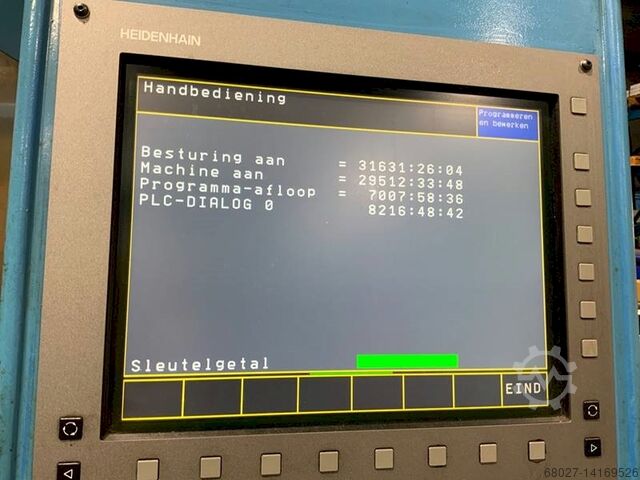 HEIDENHAIN
Handbediening
Programmeren
en bewerken
Besturing aan = 31631:26:04
Machine aan = 29512:33:48
Programma-afloop = 7007:58:36
PLC-DIALOG 0 8216:48:42
Sleutelgetal
EIND
68027-14169526